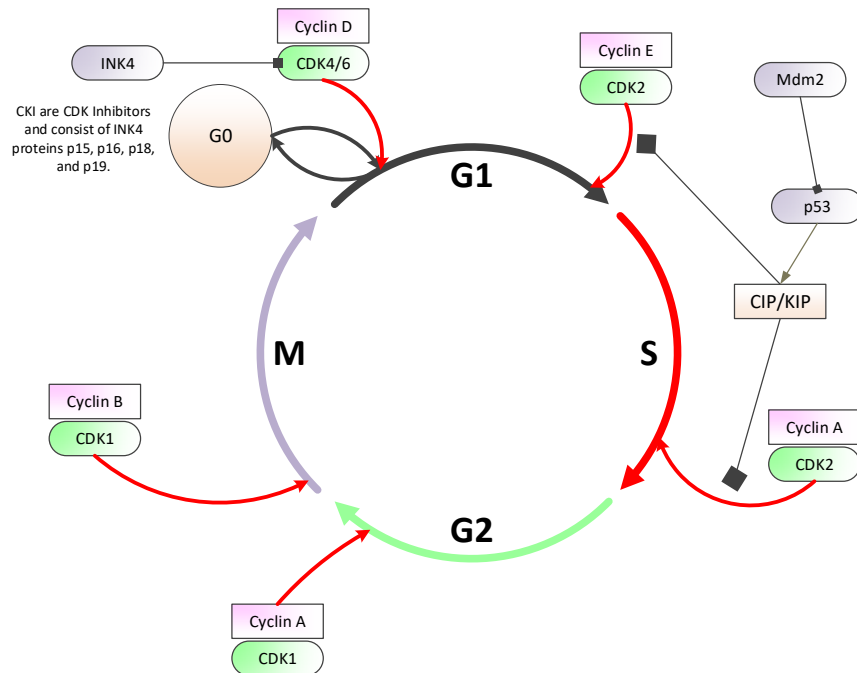 Cyclin D
CDK4/6
INK4
Cyclin E
CDK2
Mdm2
CKI are CDK Inhibitors
and consist of INK4
proteins p15, p16, p18,
and p19.
G0
G1
p53
CIP/KIP
M
S
Cyclin B
CDK1
Cyclin A
CDK2
G2
Cyclin A
CDK1